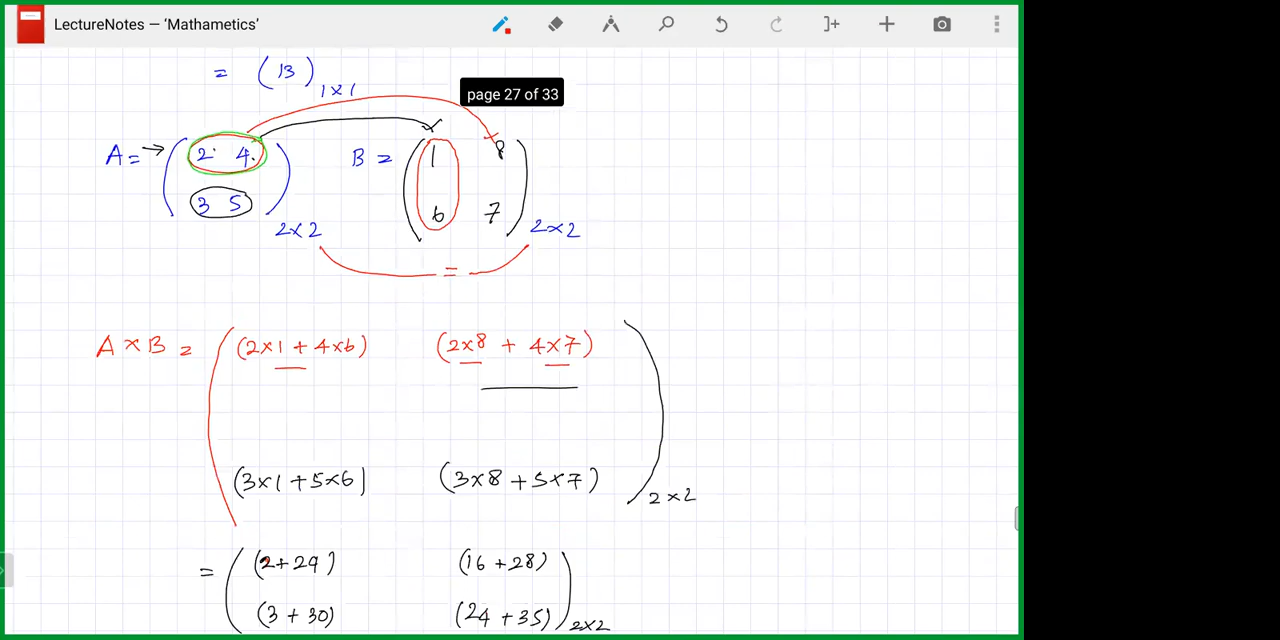 LectureNotes – 'Mathametics'
= (13) 1×1
page 27 of 33
A = → ( 2 4 B = ( 1 8
3 5 ) 2×2 6 7 ) 2×2
=
A × B = ( (2×1 + 4×6) (2×8 + 4×7)
(3×1 + 5×6] (3×8 + 5×7) ) 2×2
= ( (2+24) (16+28)
(3+30) (24+35) ) 2×2